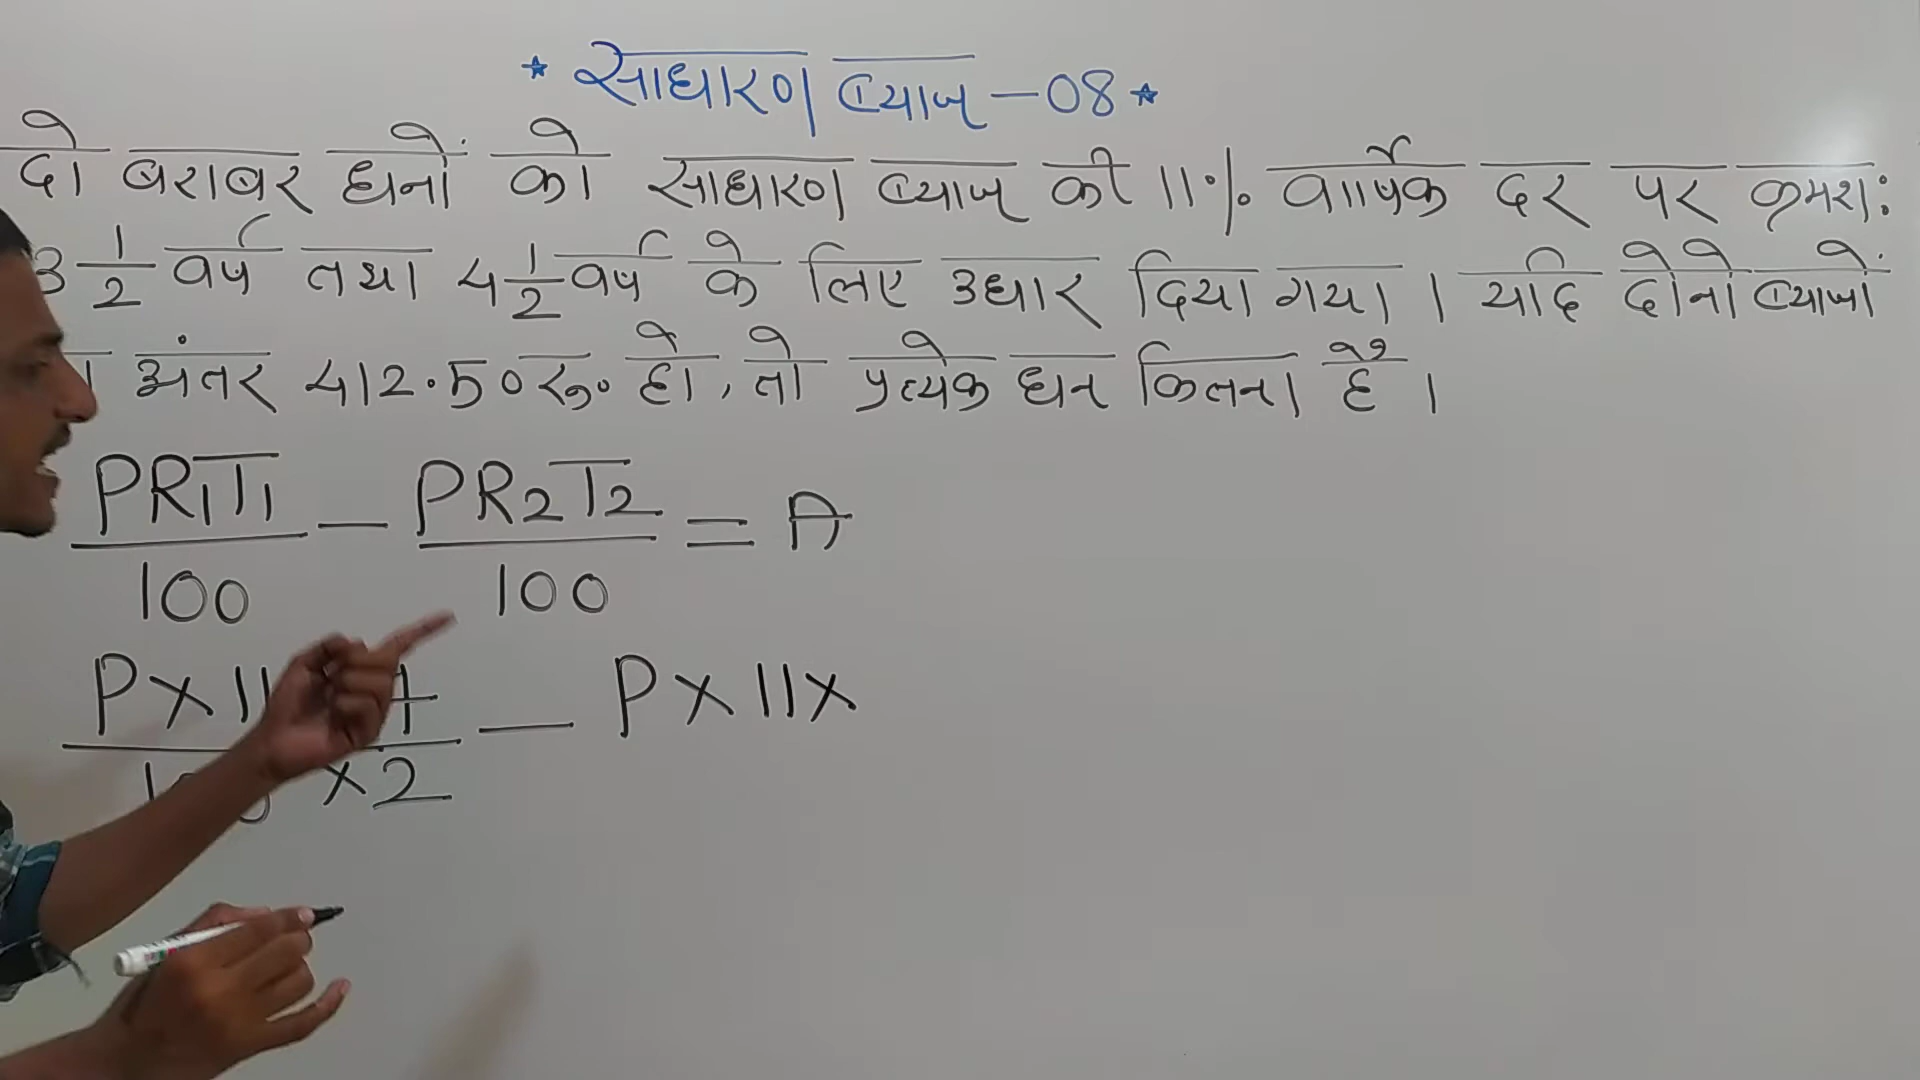 * साधारण ब्याज - 08 *
दो बराबर धनों को साधारण ब्याज की 11% वार्षिक दर पर क्रमश:
3 1/2 वर्ष तथा 4 1/2 वर्ष के लिए उधार दिया गया । यदि दोनो ब्याजों
अंतर 412.50 रू. हो, तो प्रत्येक धन कितना है ।
PR₁T₁/100 - PR₂T₂/100 = A
P×11 /100 ×2 — P×11×